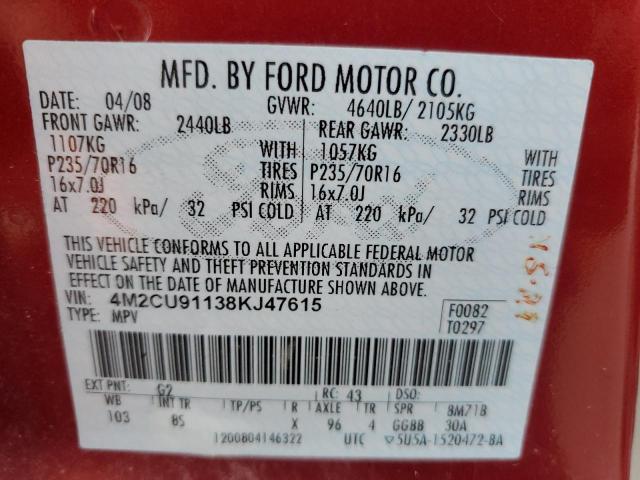 MFD. BY FORD MOTOR CO.
DATE: 04/08 GVWR: 4640LB/ 2105KG
FRONT GAWR: 2440LB REAR GAWR: 2330LB
1107KG WITH 1057KG WITH
P235/70R16 TIRES P235/70R16 TIRES
16x7.0J RIMS 16x7.0J RIMS
AT 220 kPa/ 32 PSI COLD AT 220 kPa/ 32 PSI COLD
THIS VEHICLE CONFORMS TO ALL APPLICABLE FEDERAL MOTOR
VEHICLE SAFETY AND THEFT PREVENTION STANDARDS IN
EFFECT ON THE DATE OF MANUFACTURE SHOWN ABOVE.
VIN: 4M2CU91138KJ47615 F0082
TYPE: MPV T0297
EXT PNT: G2 RC: 43 DSO:
WB INT TR TP/PS R AXLE TR SPR 8M71B
103 85 X 96 4 GGBB 30A
1200804146322 UTC 5U5A-1520472-BA